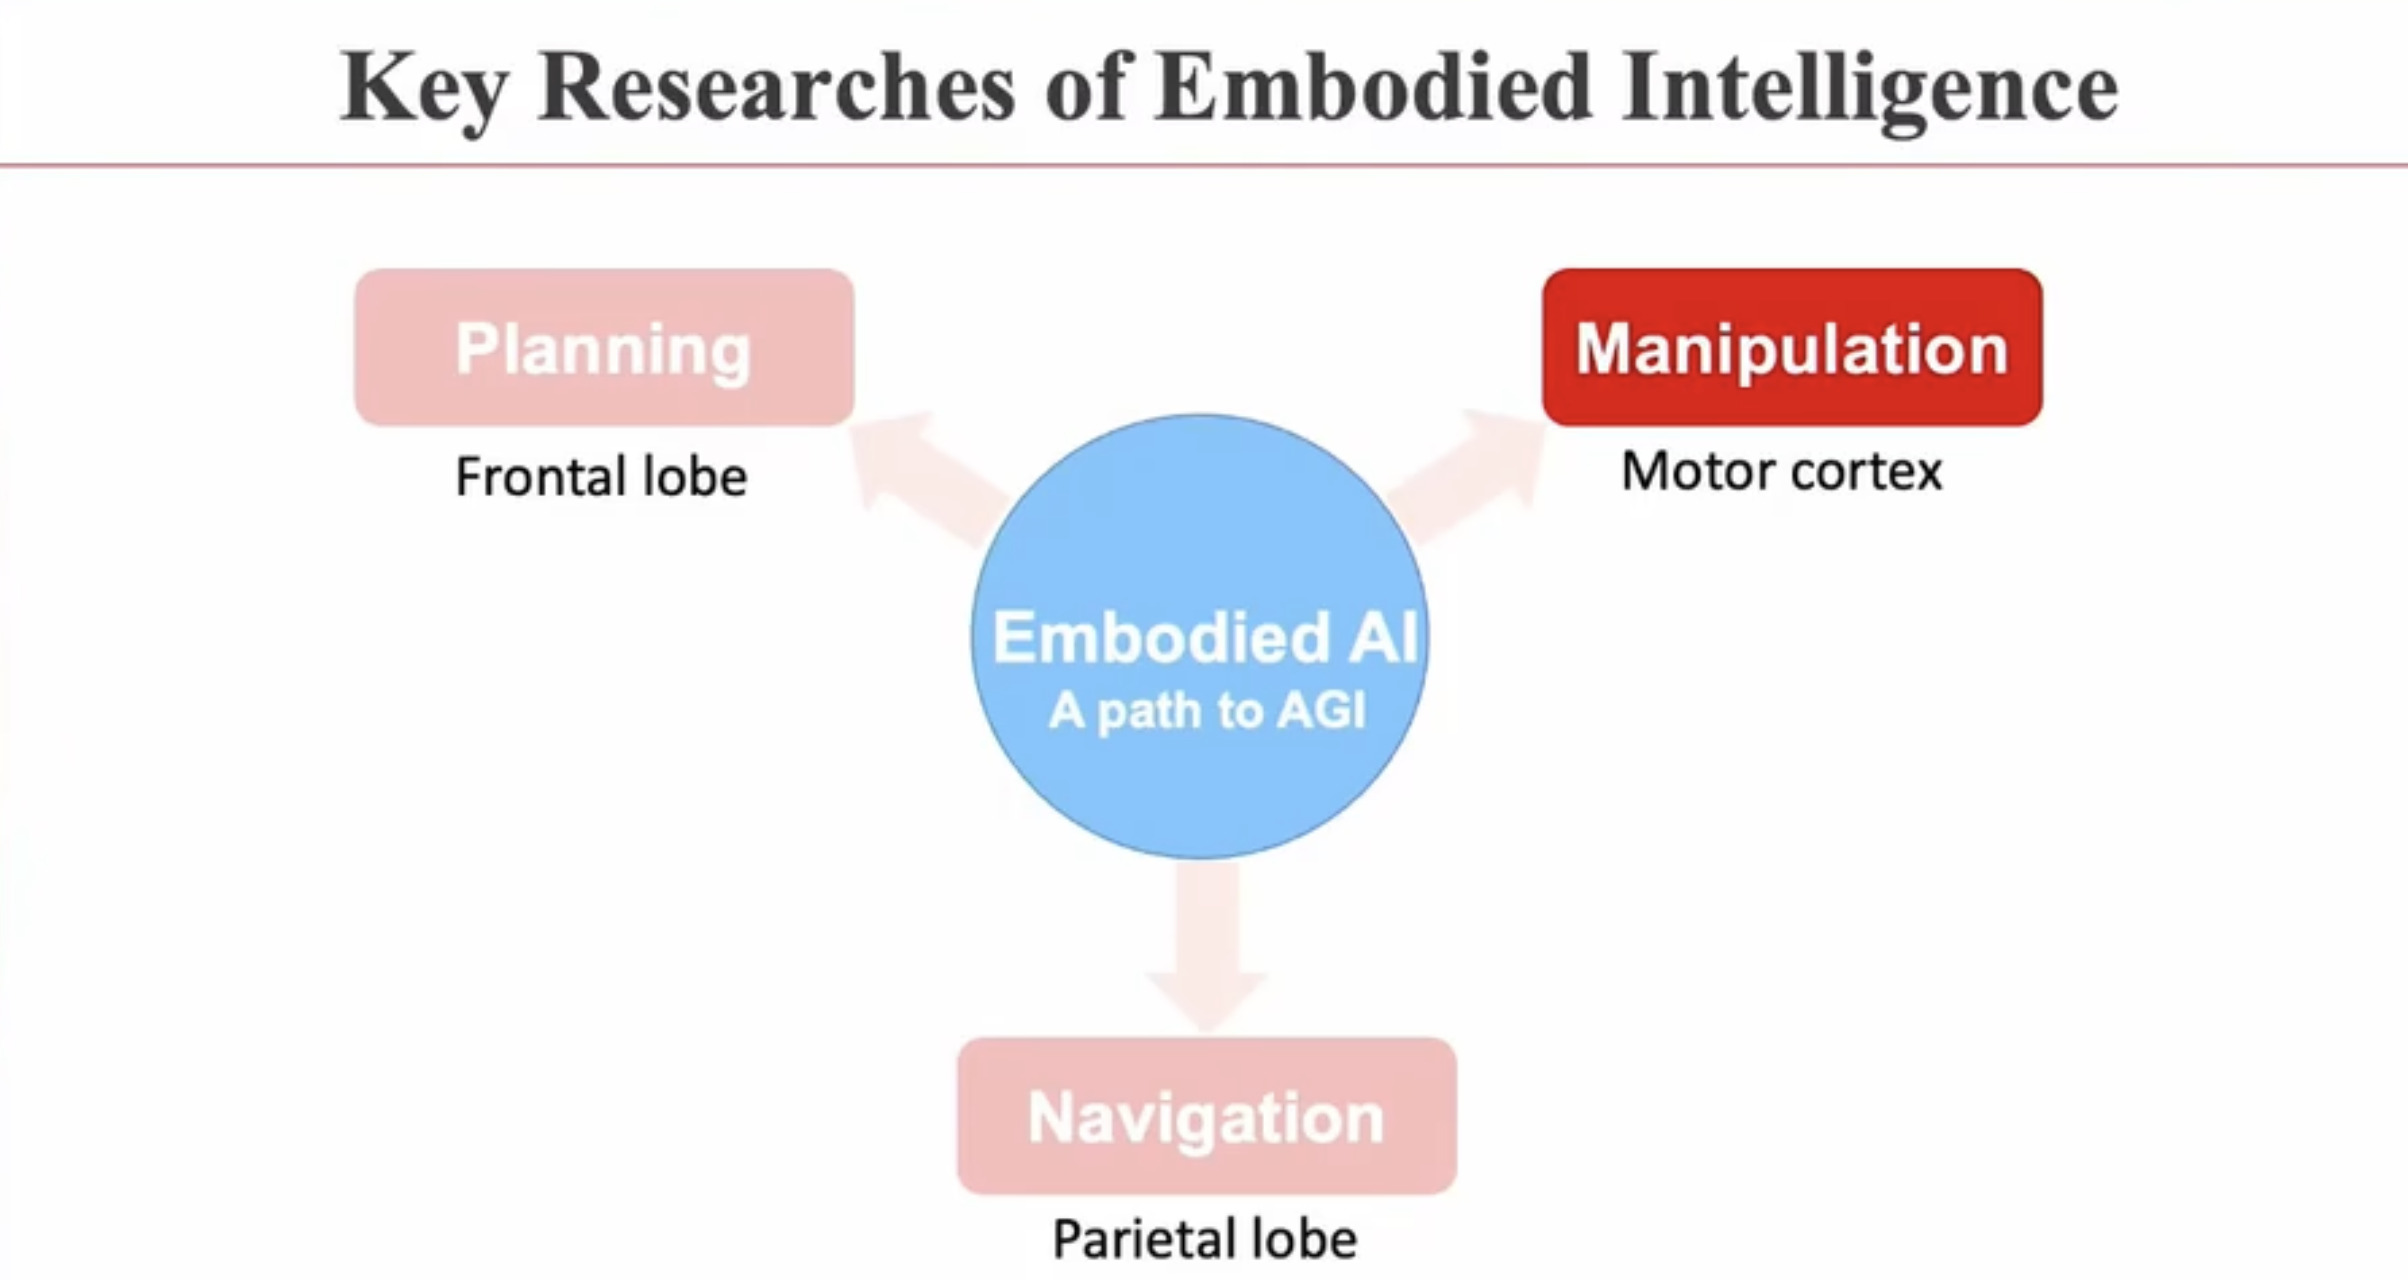 Key Researches of Embodied Intelligence
Planning
Frontal lobe
Manipulation
Motor cortex
Embodied AI
A path to AGI
Navigation
Parietal lobe